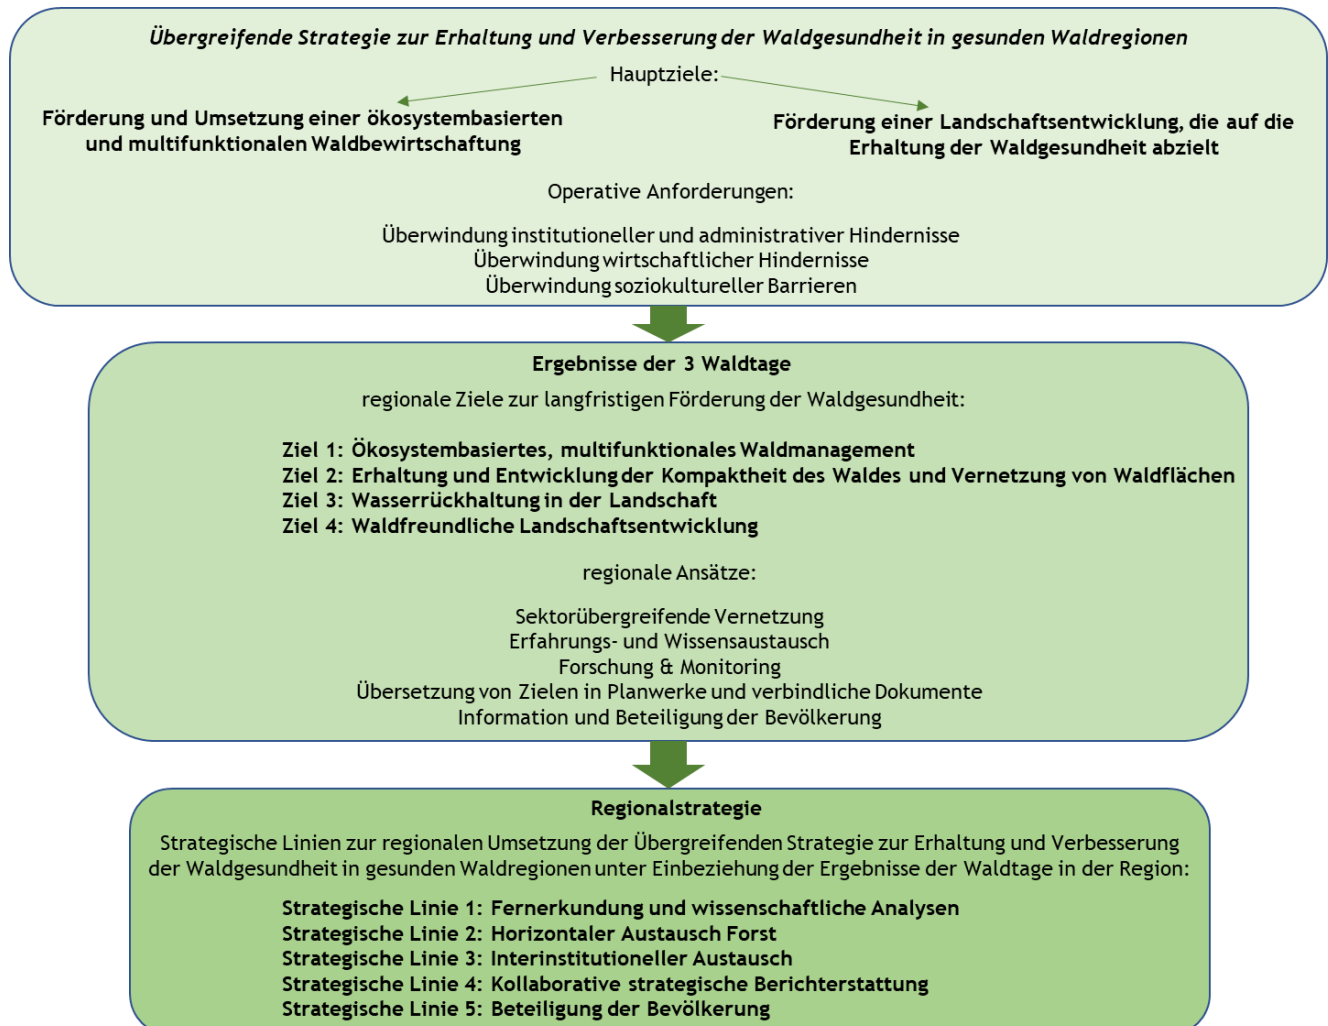 Übergreifende Strategie zur Erhaltung und Verbesserung der Waldgesundheit in gesunden Waldregionen
Hauptziele:
Förderung und Umsetzung einer ökosystembasierten
und multifunktionalen Waldbewirtschaftung
Förderung einer Landschaftsentwicklung, die auf die
Erhaltung der Waldgesundheit abzielt
Operative Anforderungen:
Überwindung institutioneller und administrativer Hindernisse
Überwindung wirtschaftlicher Hindernisse
Überwindung soziokultureller Barrieren
Ergebnisse der 3 Waldtage
regionale Ziele zur langfristigen Förderung der Waldgesundheit:
Ziel 1: Ökosystembasiertes, multifunktionales Waldmanagement
Ziel 2: Erhaltung und Entwicklung der Kompaktheit des Waldes und Vernetzung von Waldflächen
Ziel 3: Wasserrückhaltung in der Landschaft
Ziel 4: Waldfreundliche Landschaftsentwicklung
regionale Ansätze:
Sektorübergreifende Vernetzung
Erfahrungs- und Wissensaustausch
Forschung & Monitoring
Übersetzung von Zielen in Planwerke und verbindliche Dokumente
Information und Beteiligung der Bevölkerung
Regionalstrategie
Strategische Linien zur regionalen Umsetzung der Übergreifenden Strategie zur Erhaltung und Verbesserung
der Waldgesundheit in gesunden Waldregionen unter Einbeziehung der Ergebnisse der Waldtage in der Region:
Strategische Linie 1: Fernerkundung und wissenschaftliche Analysen
Strategische Linie 2: Horizontaler Austausch Forst
Strategische Linie 3: Interinstitutioneller Austausch
Strategische Linie 4: Kollaborative strategische Berichterstattung
Strategische Linie 5: Beteiligung der Bevölkerung